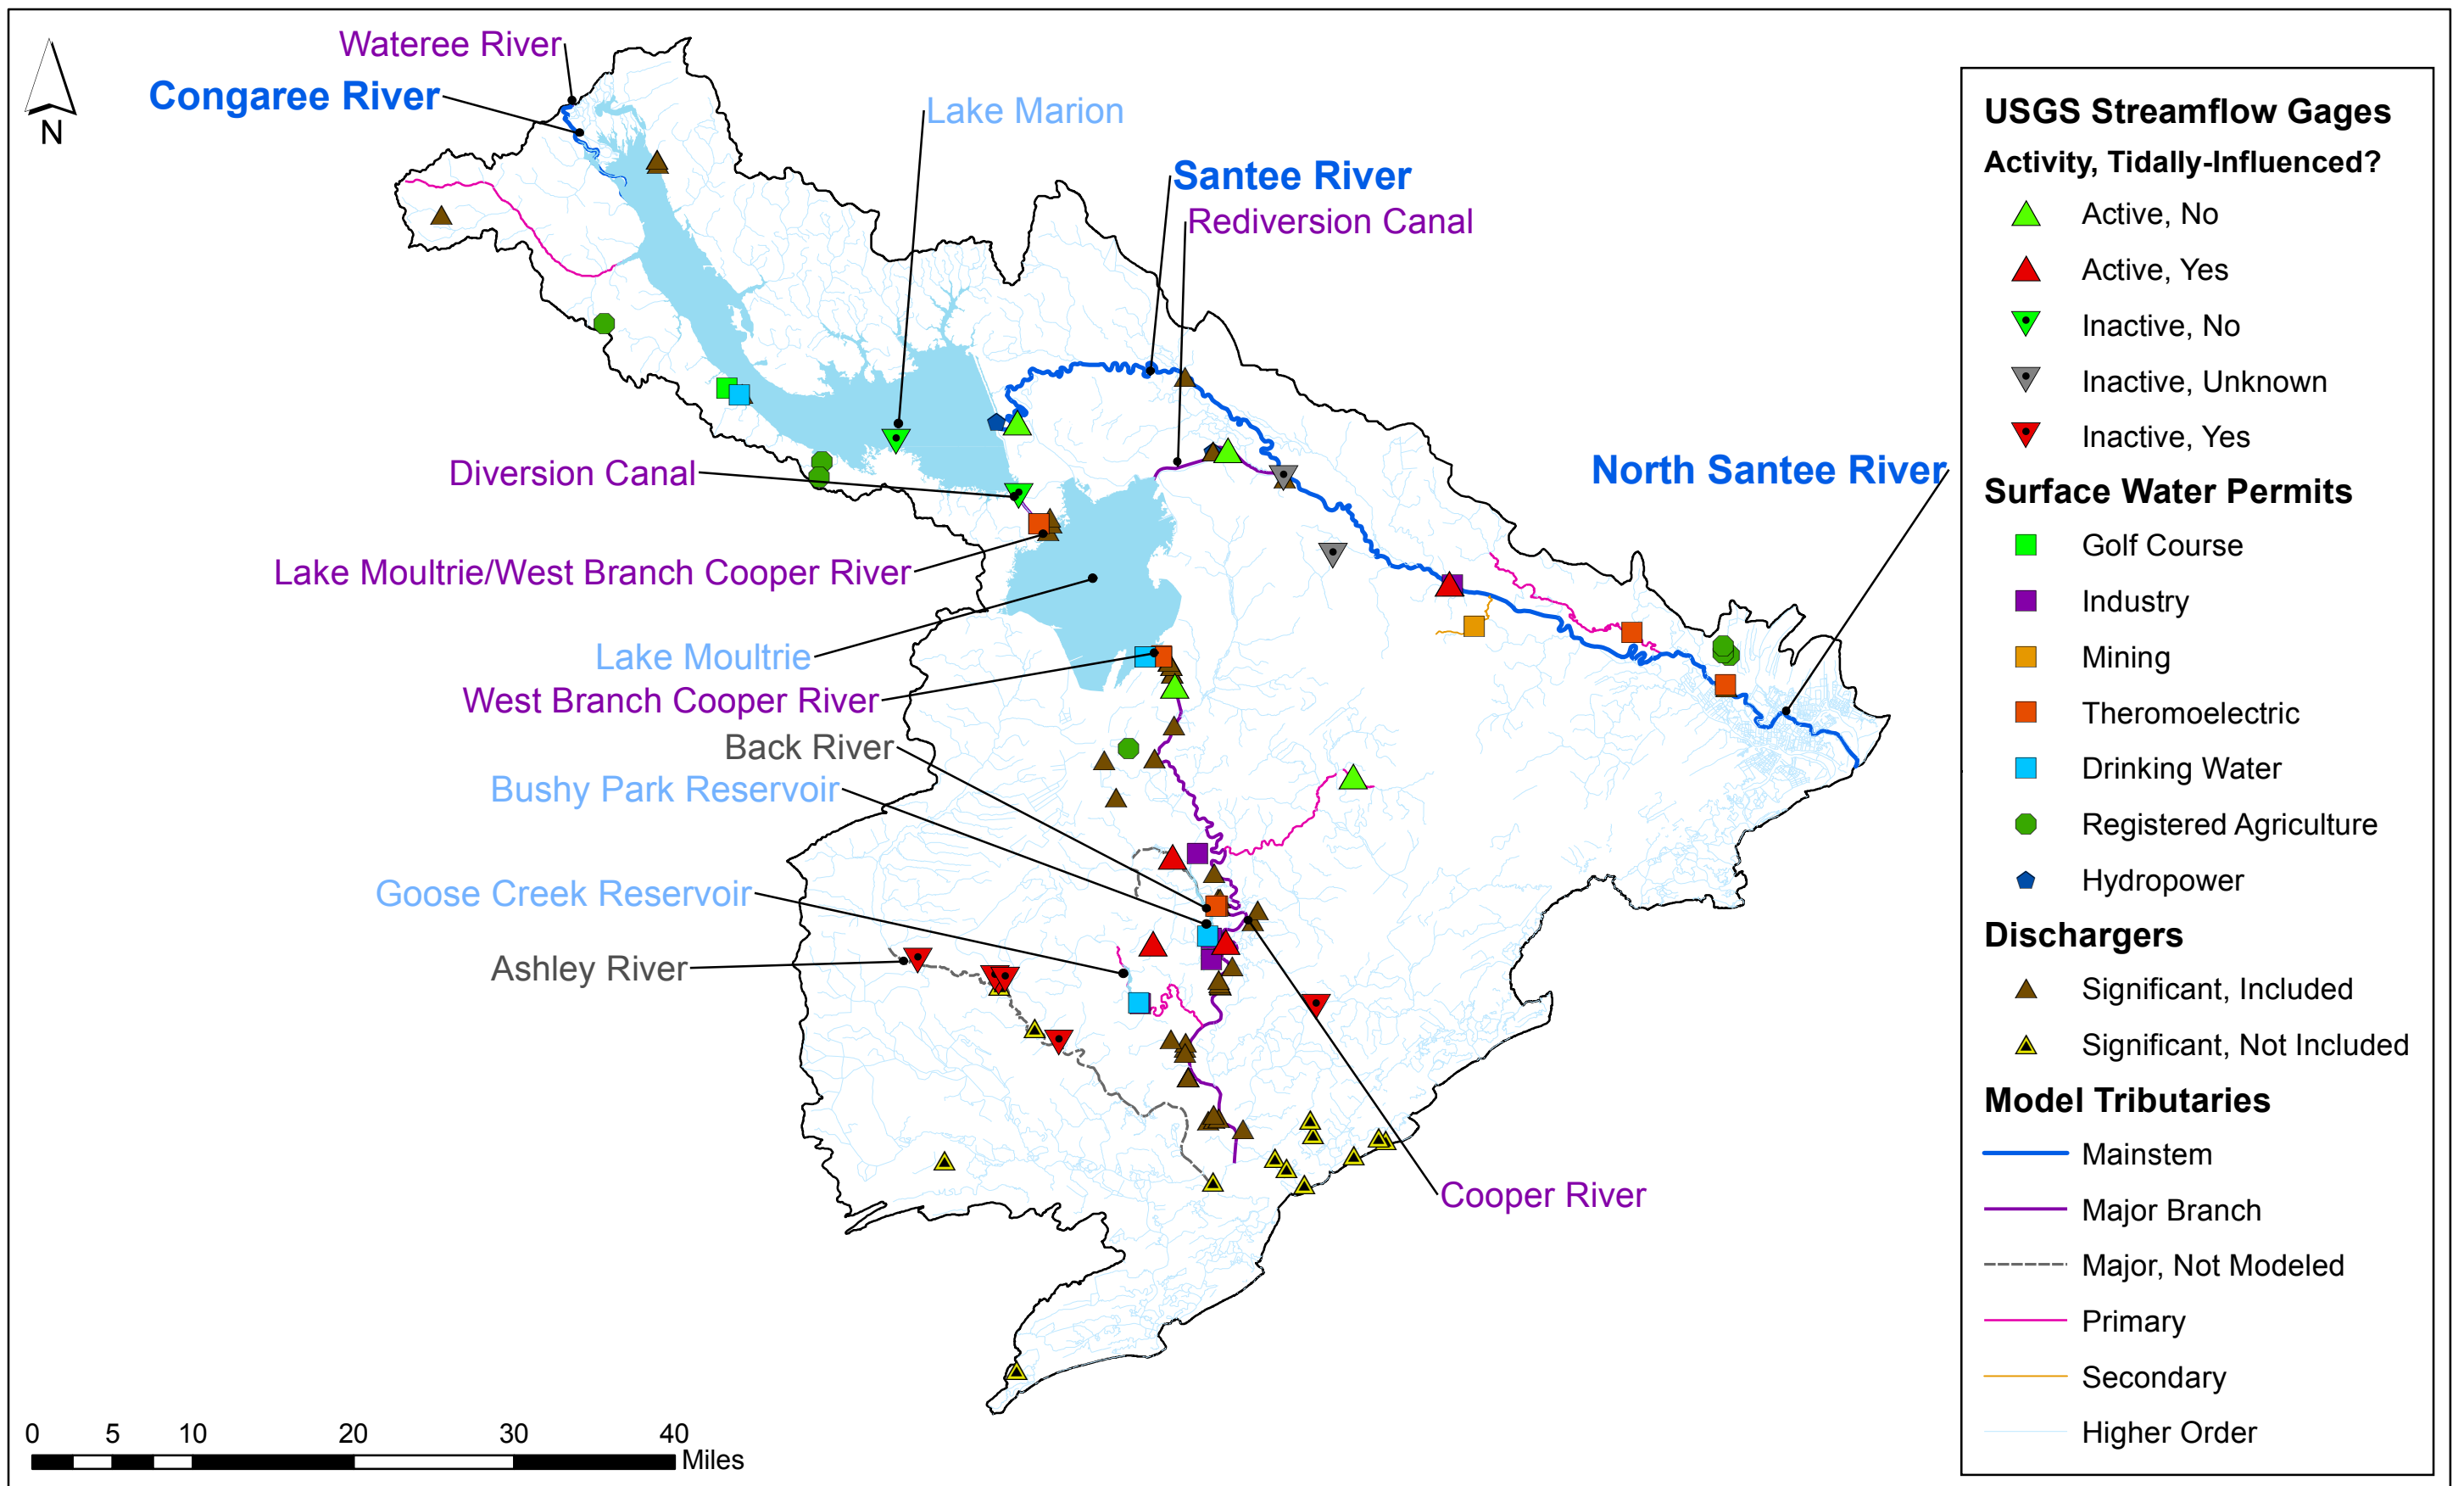 Wateree River
Congaree River
N
Lake Marion
Santee River
Rediversion Canal
North Santee River
Diversion Canal
Lake Moultrie/West Branch Cooper River
Lake Moultrie
West Branch Cooper River
Back River
Bushy Park Reservoir
Goose Creek Reservoir
Ashley River
Cooper River
0 5 10 20 30 40
Miles
USGS Streamflow Gages
Activity, Tidally-Influenced?
Active, No
Active, Yes
Inactive, No
Inactive, Unknown
Inactive, Yes
Surface Water Permits
Golf Course
Industry
Mining
Theromoelectric
Drinking Water
Registered Agriculture
Hydropower
Dischargers
Significant, Included
Significant, Not Included
Model Tributaries
Mainstem
Major Branch
Major, Not Modeled
Primary
Secondary
Higher Order